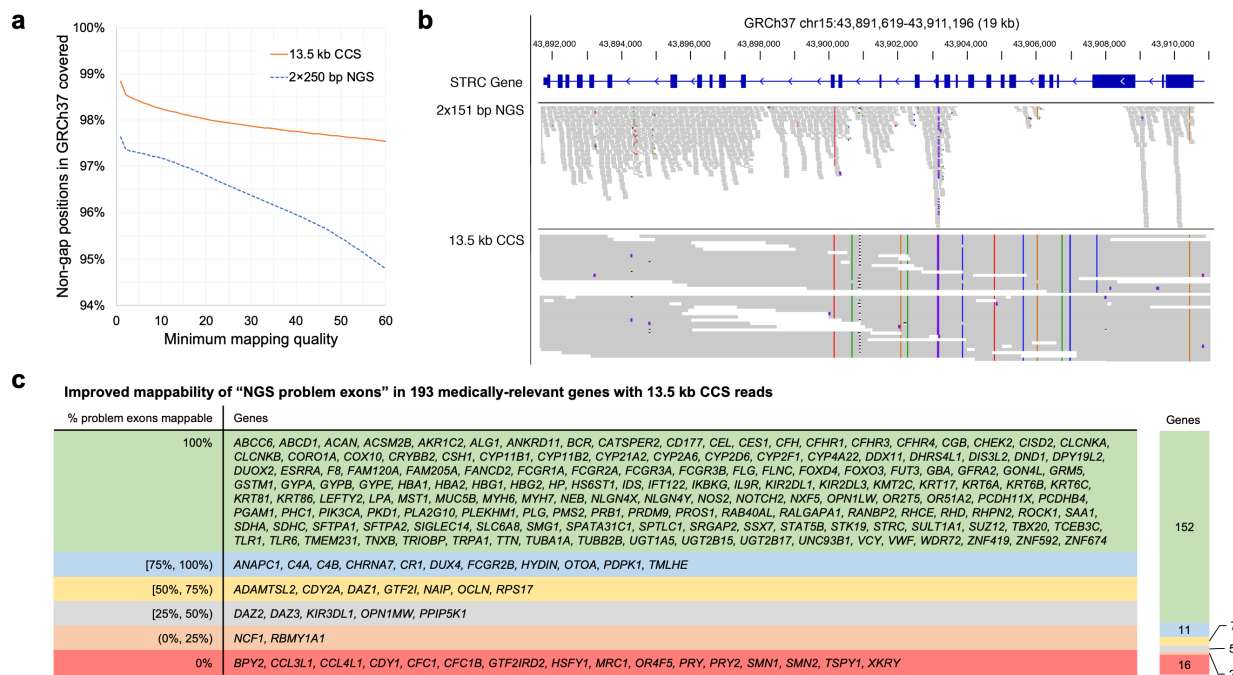 a
100%
99%
98%
97%
96%
95%
94%
Non-gap positions in GRCh37 covered
13.5 kb CCS
2×250 bp NGS
0 10 20 30 40 50 60
Minimum mapping quality
b
GRCh37 chr15:43,891,619-43,911,196 (19 kb)
43,892,000 43,894,000 43,896,000 43,898,000 43,900,000 43,902,000 43,904,000 43,906,000 43,908,000 43,910,000
STRC Gene
2x151 bp NGS
13.5 kb CCS
c
Improved mappability of “NGS problem exons” in 193 medically-relevant genes with 13.5 kb CCS reads
% problem exons mappable Genes Genes
100% ABCC6, ABCD1, ACAN, ACSM2B, AKR1C2, ALG1, ANKRD11, BCR, CATSPER2, CD177, CEL, CES1, CFH, CFHR1, CFHR3, CFHR4, CGB, CHEK2, CISD2, CLCNKA,
CLCNKB, CORO1A, COX10, CRYBB2, CSH1, CYP11B1, CYP11B2, CYP21A2, CYP2A6, CYP2D6, CYP2F1, CYP4A22, DDX11, DHRS4L1, DIS3L2, DND1, DPY19L2,
DUOX2, ESRRA, F8, FAM120A, FAM205A, FANCD2, FCGR1A, FCGR2A, FCGR3A, FCGR3B, FLG, FLNC, FOXD4, FOXO3, FUT3, GBA, GFRA2, GON4L, GRM5,
GSTM1, GYPA, GYPB, GYPE, HBA1, HBA2, HBG1, HBG2, HP, HS6ST1, IDS, IFT122, IKBKG, IL9R, KIR2DL1, KIR2DL3, KMT2C, KRT17, KRT6A, KRT6B, KRT6C,
KRT81, KRT86, LEFTY2, LPA, MST1, MUC5B, MYH6, MYH7, NEB, NLGN4X, NLGN4Y, NOS2, NOTCH2, NXF5, OPN1LW, OR2T5, OR51A2, PCDH11X, PCDHB4,
PGAM1, PHC1, PIK3CA, PKD1, PLA2G10, PLEKHM1, PLG, PMS2, PRB1, PRDM9, PROS1, RAB40AL, RALGAPA1, RANBP2, RHCE, RHD, RHPN2, ROCK1, SAA1,
SDHA, SDHC, SFTPA1, SFTPA2, SIGLEC14, SLC6A8, SMG1, SPATA31C1, SPTLC1, SRGAP2, SSX7, STAT5B, STK19, STRC, SULT1A1, SUZ12, TBX20, TCEB3C,
TLR1, TLR6, TMEM231, TNXB, TRIOBP, TRPA1, TTN, TUBA1A, TUBB2B, UGT1A5, UGT2B15, UGT2B17, UNC93B1, VCY, VWF, WDR72, ZNF419, ZNF592, ZNF674
152
[75%, 100%) ANAPC1, C4A, C4B, CHRNA7, CR1, DUX4, FCGR2B, HYDIN, OTOA, PDPK1, TMLHE
11
[50%, 75%) ADAMTSL2, CDY2A, DAZ1, GTF2I, NAIP, OCLN, RPS17
7
[25%, 50%) DAZ2, DAZ3, KIR3DL1, OPN1MW, PPIP5K1
5
(0%, 25%) NCF1, RBMY1A1
2
0% BPY2, CCL3L1, CCL4L1, CDY1, CFC1, CFC1B, GTF2IRD2, HSFY1, MRC1, OR4F5, PRY, PRY2, SMN1, SMN2, TSPY1, XKRY
16